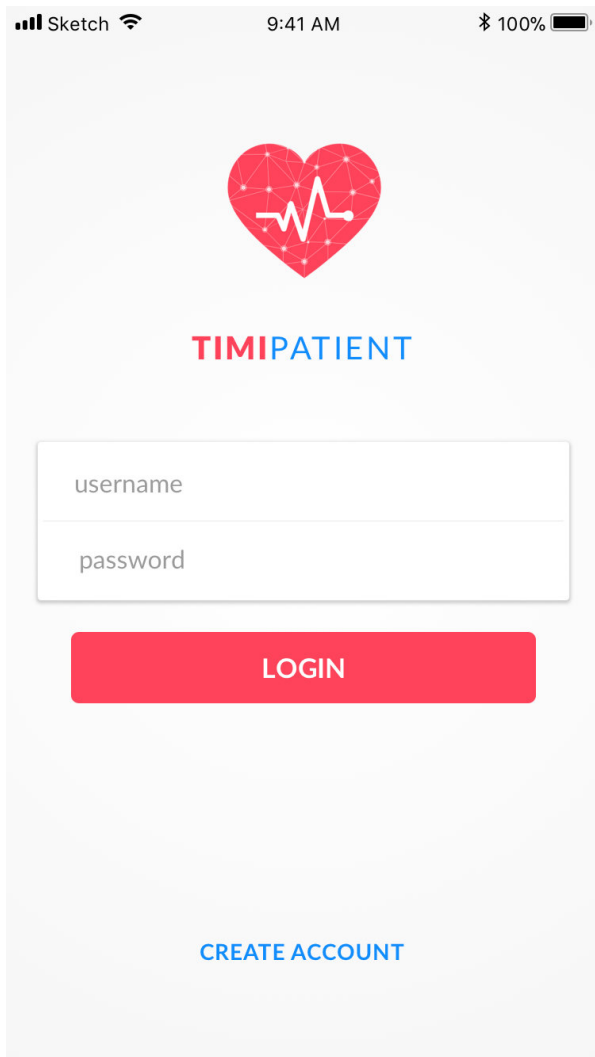 Sketch 9:41 AM 100%
TIMIPATIENT
username
password
LOGIN
CREATE ACCOUNT